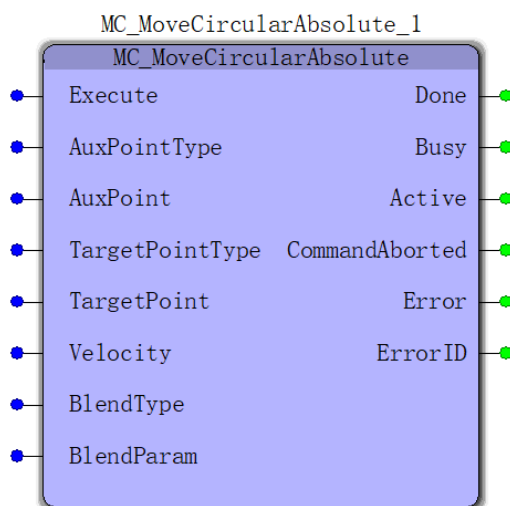 MC_MoveCircularAbsolute_1
MC_MoveCircularAbsolute
Execute Done
AuxPointType Busy
AuxPoint Active
TargetPointType CommandAborted
TargetPoint Error
Velocity ErrorID
BlendType
BlendParam